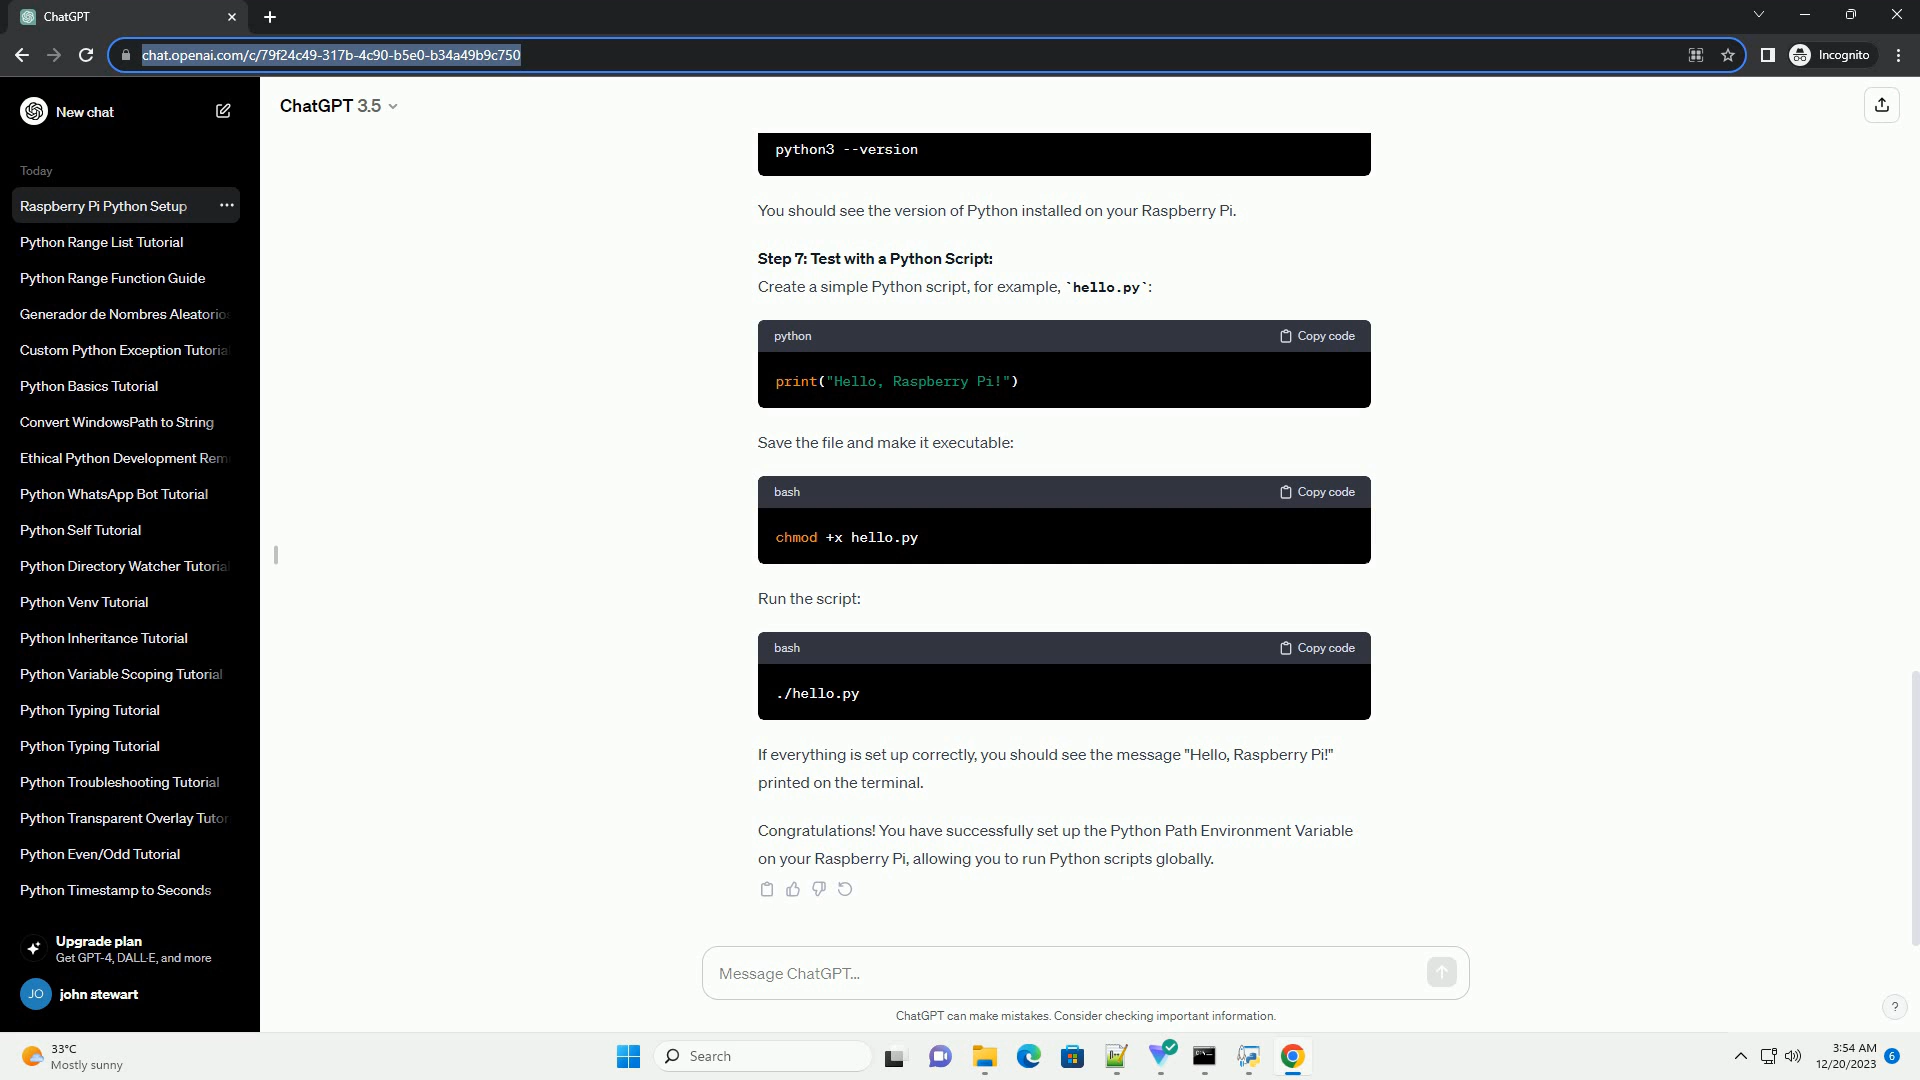 ChatGPT
chat.openai.com/c/79f24c49-317b-4c90-b5e0-b34a49b9c750
Incognito
New chat
ChatGPT 3.5
Today
Raspberry Pi Python Setup
Python Range List Tutorial
Python Range Function Guide
Generador de Nombres Aleatorios
Custom Python Exception Tutorial
Python Basics Tutorial
Convert WindowsPath to String
Ethical Python Development Rem
Python WhatsApp Bot Tutorial
Python Self Tutorial
Python Directory Watcher Tutorial
Python Venv Tutorial
Python Inheritance Tutorial
Python Variable Scoping Tutorial
Python Typing Tutorial
Python Typing Tutorial
Python Troubleshooting Tutorial
Python Transparent Overlay Tutor
Python Even/Odd Tutorial
Python Timestamp to Seconds
Upgrade plan
Get GPT-4, DALL·E, and more
JO
john stewart
python3 --version
You should see the version of Python installed on your Raspberry Pi.
Step 7: Test with a Python Script:
Create a simple Python script, for example, `hello.py`:
python
Copy code
print("Hello, Raspberry Pi!")
Save the file and make it executable:
bash
Copy code
chmod +x hello.py
Run the script:
bash
Copy code
./hello.py
If everything is set up correctly, you should see the message "Hello, Raspberry Pi!"
printed on the terminal.
Congratulations! You have successfully set up the Python Path Environment Variable
on your Raspberry Pi, allowing you to run Python scripts globally.
Message ChatGPT...
ChatGPT can make mistakes. Consider checking important information.
?
33°C
Mostly sunny
Search
3:54 AM
12/20/2023
6